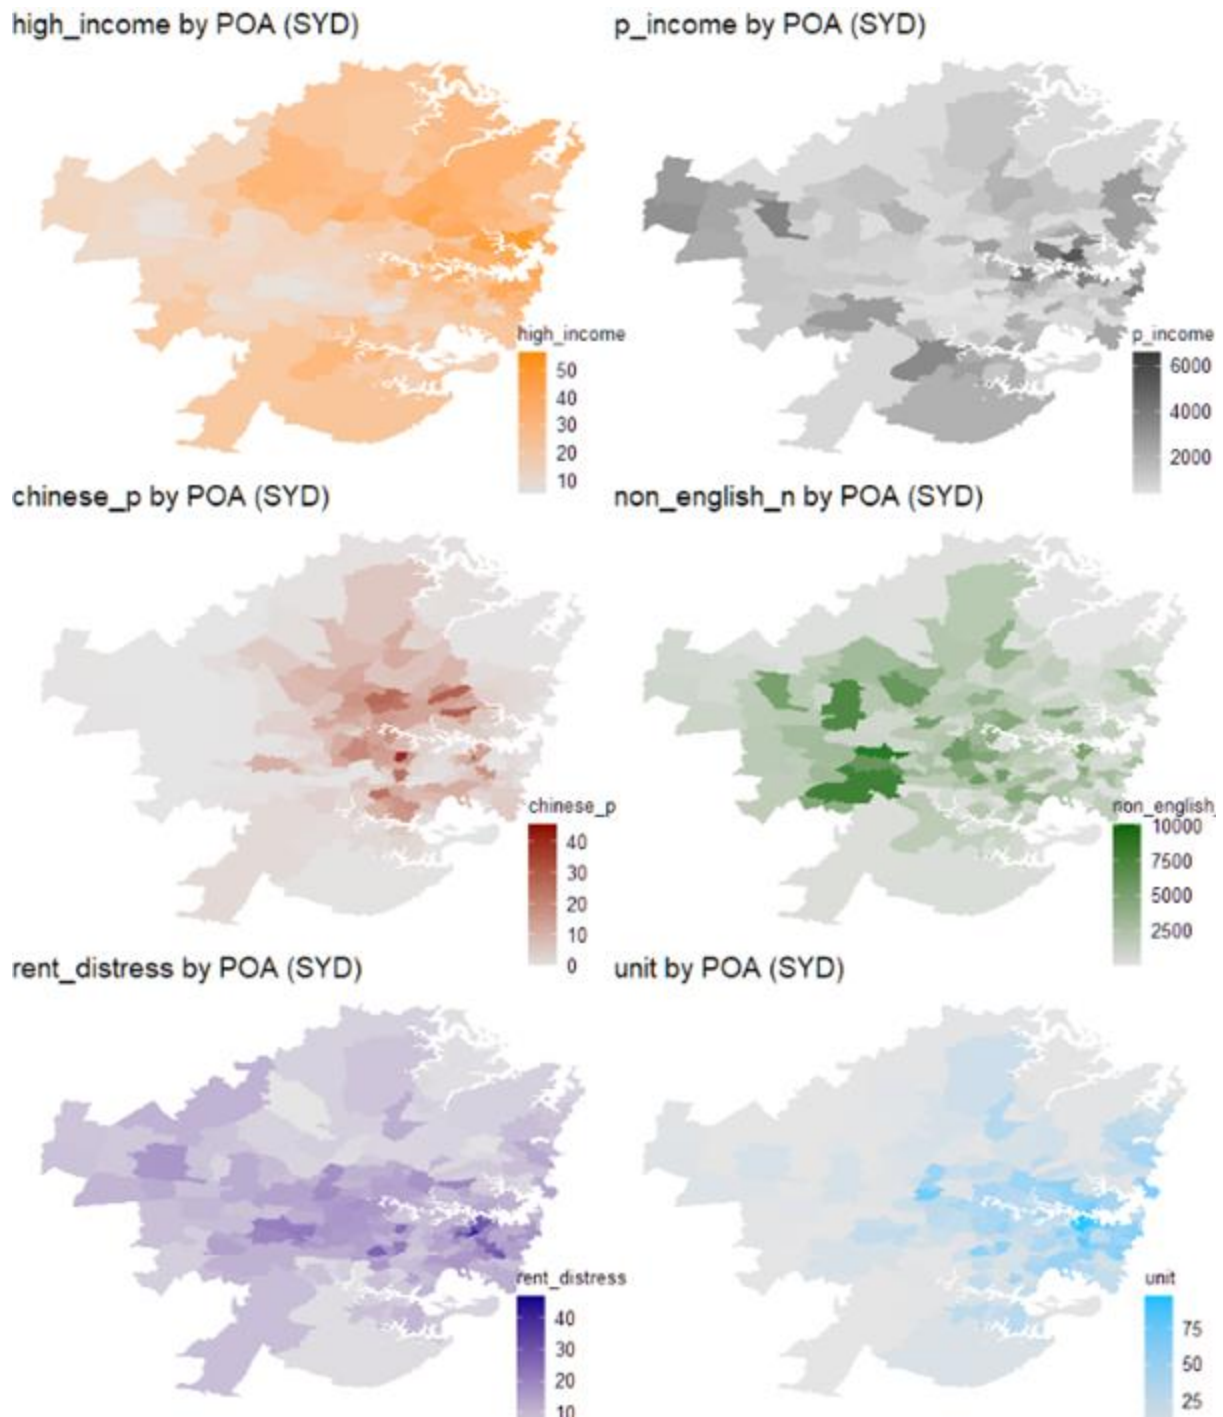 high_income by POA (SYD)
p_income by POA (SYD)
high_income
50
40
30
20
10
p_income
6000
4000
2000
chinese_p by POA (SYD)
non_english_n by POA (SYD)
chinese_p
40
30
20
10
0
non_english_
10000
7500
5000
2500
rent_distress by POA (SYD)
unit by POA (SYD)
rent_distress
40
30
20
10
unit
75
50
25